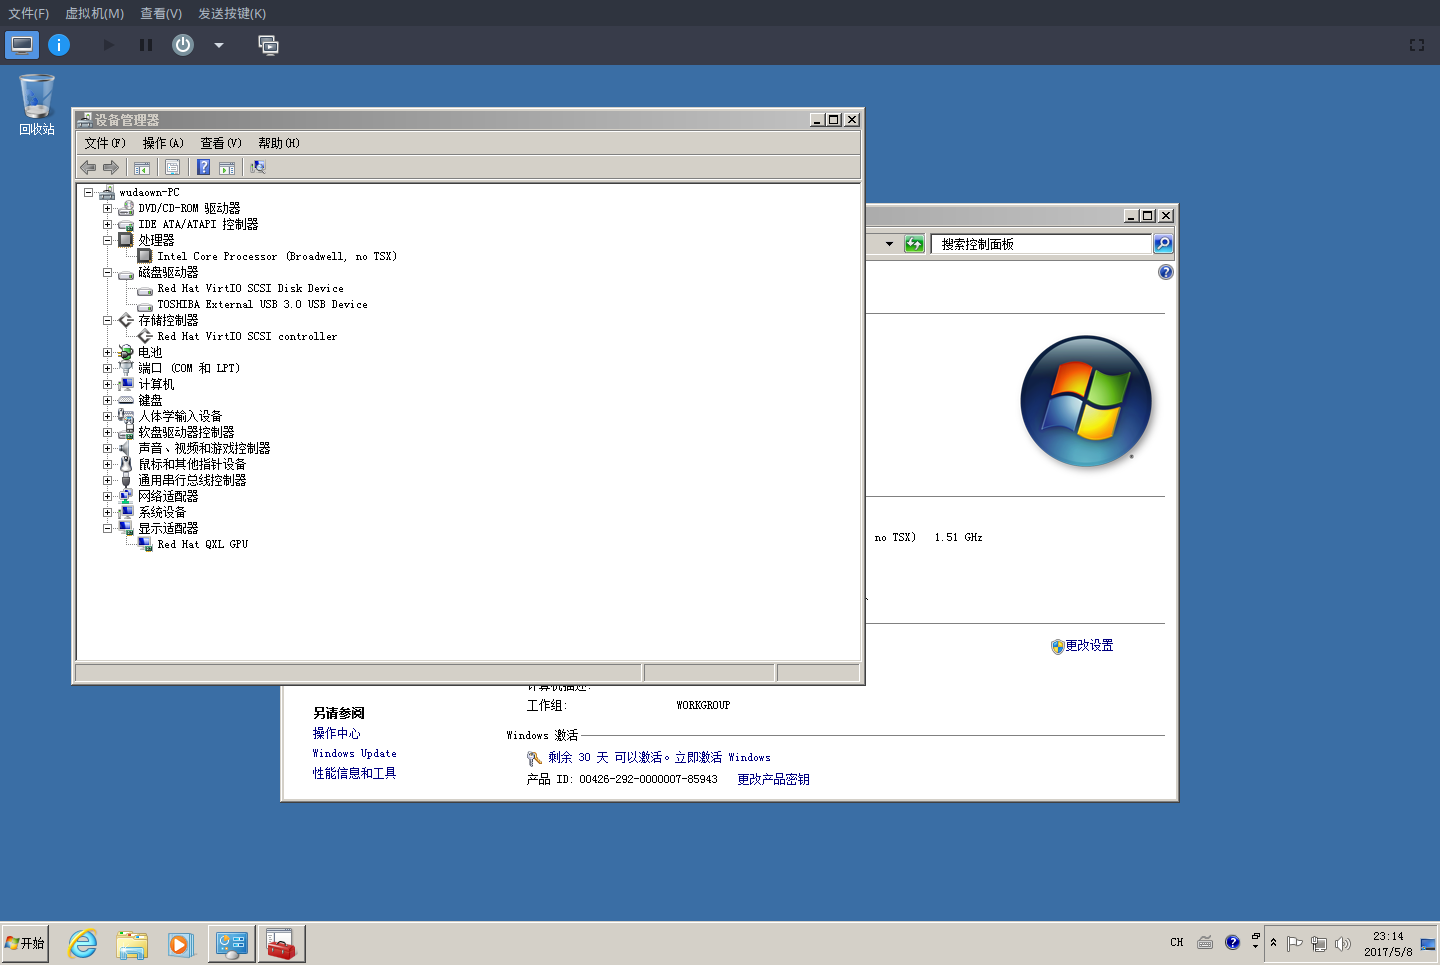 文件(F) 虚拟机(M) 查看(V) 发送按键(K)
回收站
设备管理器
文件(F) 操作(A) 查看(V) 帮助(H)
wudaown-PC
DVD/CD-ROM 驱动器
IDE ATA/ATAPI 控制器
处理器
Intel Core Processor (Broadwell, no TSX)
磁盘驱动器
Red Hat VirtIO SCSI Disk Device
TOSHIBA External USB 3.0 USB Device
存储控制器
Red Hat VirtIO SCSI controller
电池
端口 (COM 和 LPT)
计算机
键盘
人体学输入设备
软盘驱动器控制器
声音、视频和游戏控制器
鼠标和其他指针设备
通用串行总线控制器
网络适配器
系统设备
显示适配器
Red Hat QXL GPU
搜索控制面板
no TSX) 1.51 GHz
更改设置
计算机描述:
工作组: WORKGROUP
另请参阅
操作中心
Windows Update
性能信息和工具
Windows 激活
剩余 30 天 可以激活。立即激活 Windows
产品 ID: 00426-292-0000007-85943 更改产品密钥
开始
CH
23:14
2017/5/8